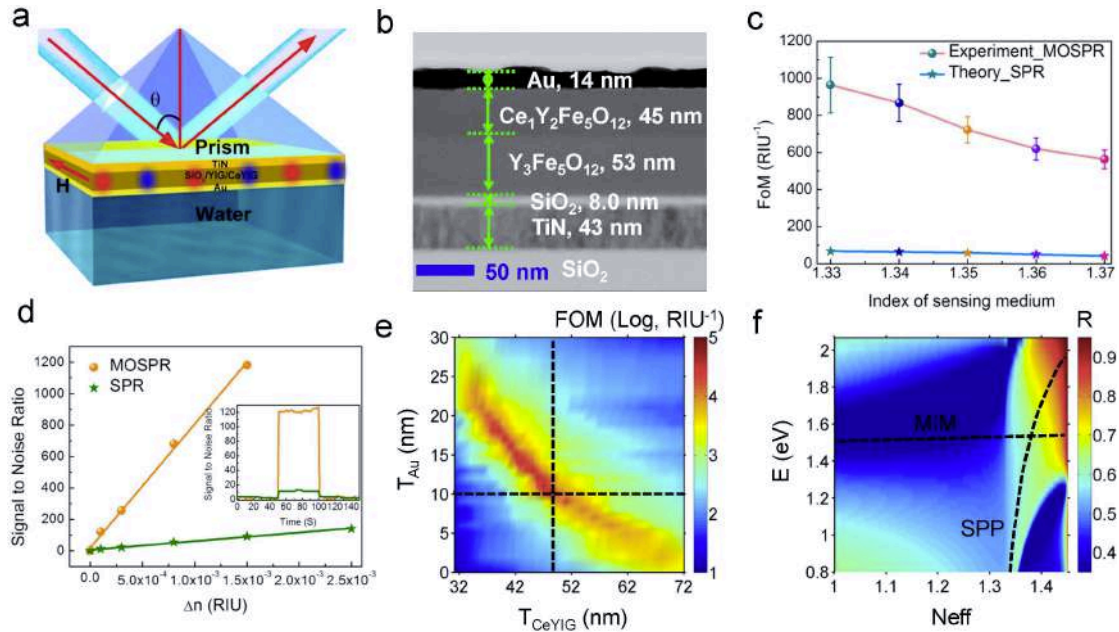 a
θ
Prism
TiN
SiO₂/YIG/CeYIG
Au
H
Water
b
Au, 14 nm
Ce₁Y₂Fe₅O₁₂, 45 nm
Y₃Fe₅O₁₂, 53 nm
SiO₂, 8.0 nm
TiN, 43 nm
50 nm
SiO₂
c
Experiment_MOSPR
Theory_SPR
FoM (RIU⁻¹)
1200
1000
800
600
400
200
0
1.33 1.34 1.35 1.36 1.37
Index of sensing medium
d
MOSPR
SPR
Signal to Noise Ratio
1200
1000
800
600
400
200
0
0.0 5.0x10⁻⁴ 1.0x10⁻³ 1.5x10⁻³ 2.0x10⁻³ 2.5x10⁻³
Δn (RIU)
Signal to Noise Ratio
120
100
80
60
40
20
0
0 20 40 60 80 100 120 140
Time (S)
e
FOM (Log, RIU⁻¹)
T_Au (nm)
30
25
20
15
10
5
0
32 42 52 62 72
T_CeYIG (nm)
5
4
3
2
1
f
R
E (eV)
2.0
1.8
1.6
1.4
1.2
1.0
0.8
MIM
SPP
1 1.1 1.2 1.3 1.4
Neff
0.9
0.8
0.7
0.6
0.5
0.4